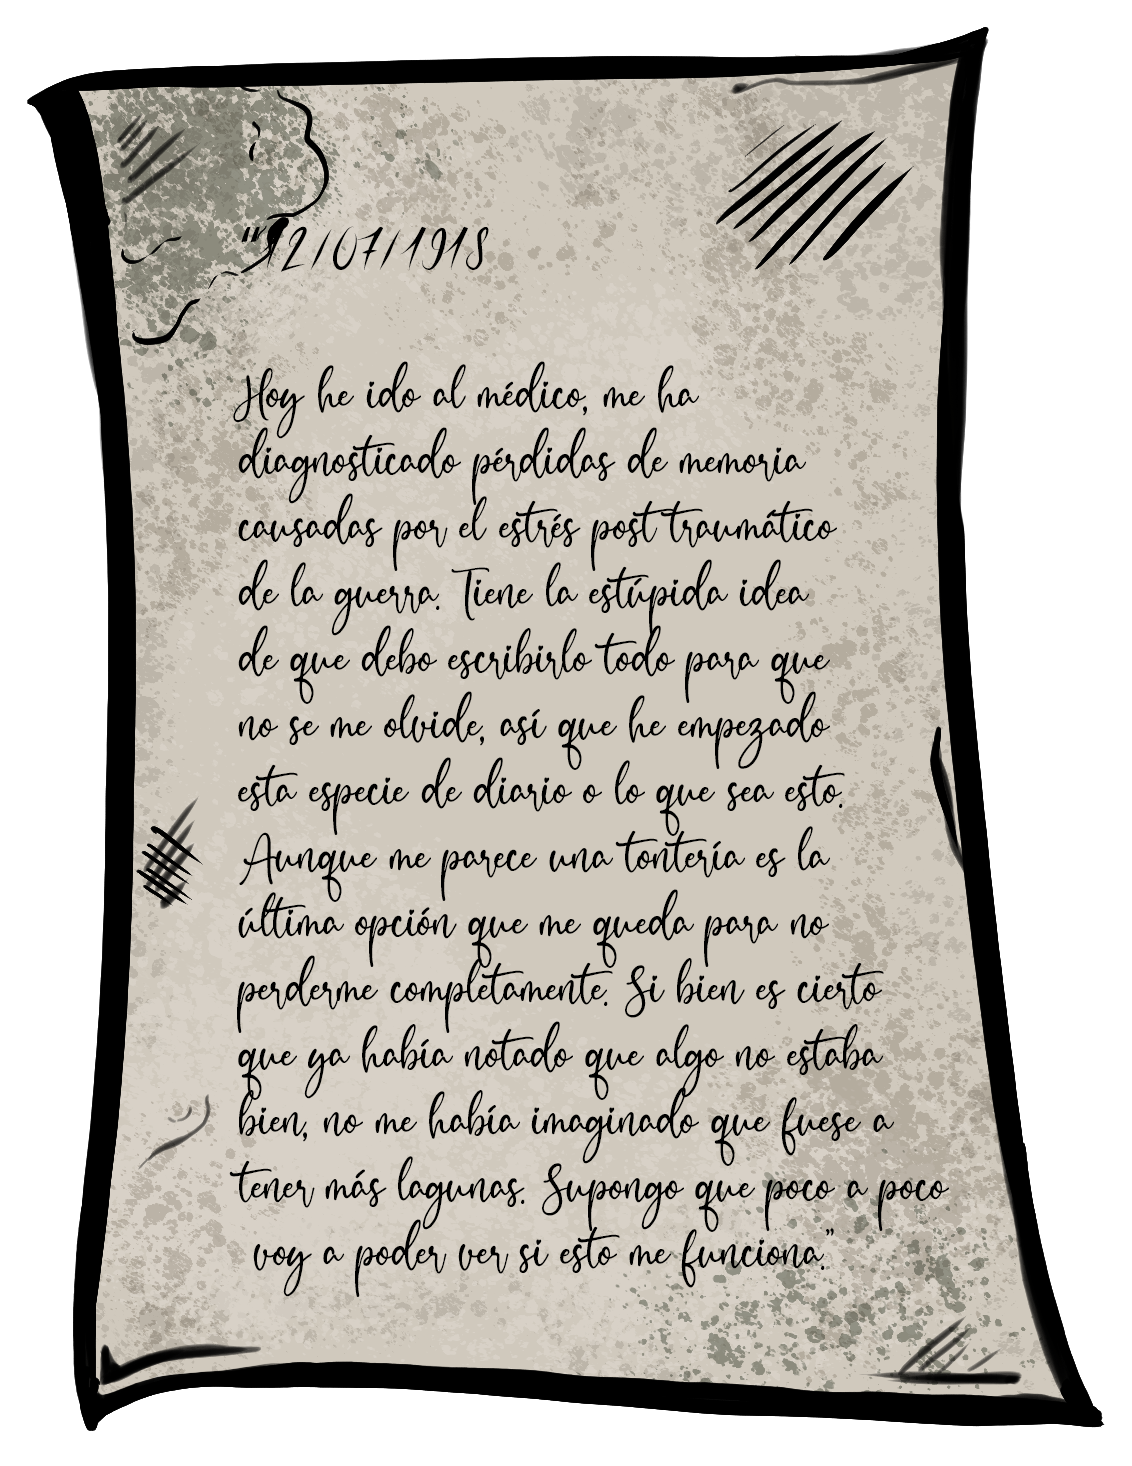 "12/07/1918
Hoy he ido al médico, me ha
diagnosticado pérdidas de memoria
causadas por el estrés post traumático
de la guerra. Tiene la estúpida idea
de que debo escribirlo todo para que
no se me olvide, así que he empezado
esta especie de diario o lo que sea esto.
Aunque me parece una tontería es la
última opción que me queda para no
perderme completamente. Si bien es cierto
que ya había notado que algo no estaba
bien, no me había imaginado que fuese a
tener más lagunas. Supongo que poco a poco
voy a poder ver si esto me funciona."